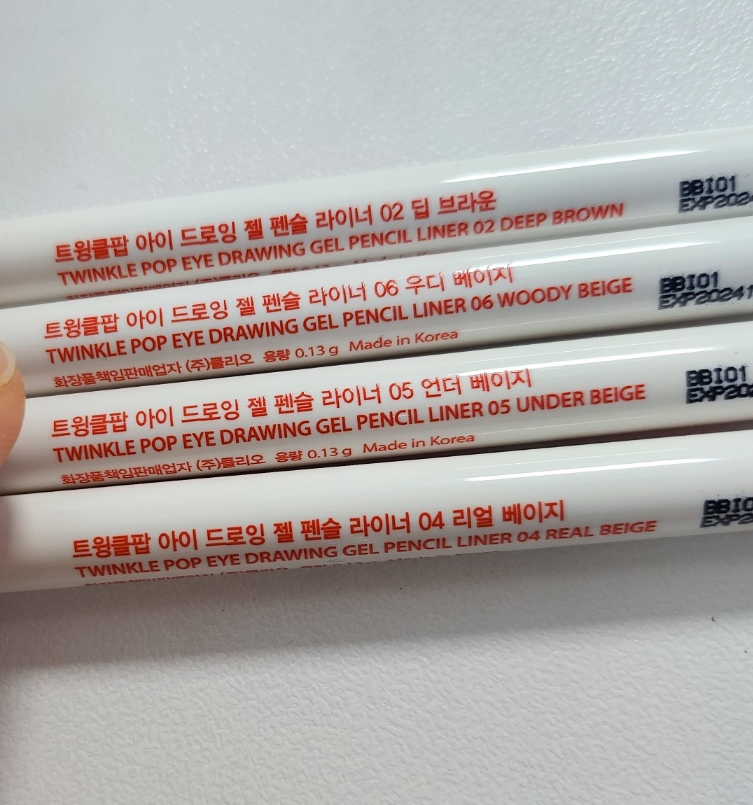 트윙클팝 아이 드로잉 젤 펜슬 라이너 02 딥 브라운
TWINKLE POP EYE DRAWING GEL PENCIL LINER 02 DEEP BROWN
BBI01
트윙클팝 아이 드로잉 젤 펜슬 라이너 06 우디 베이지
TWINKLE POP EYE DRAWING GEL PENCIL LINER 06 WOODY BEIGE
화장품책임판매업자 (주)클리오 용량 0.13 g Made in Korea
BBI01
EXP20241
트윙클팝 아이 드로잉 젤 펜슬 라이너 05 언더 베이지
TWINKLE POP EYE DRAWING GEL PENCIL LINER 05 UNDER BEIGE
화장품책임판매업자 (주)클리오 용량 0.13 g Made in Korea
BBI01
트윙클팝 아이 드로잉 젤 펜슬 라이너 04 리얼 베이지
TWINKLE POP EYE DRAWING GEL PENCIL LINER 04 REAL BEIGE